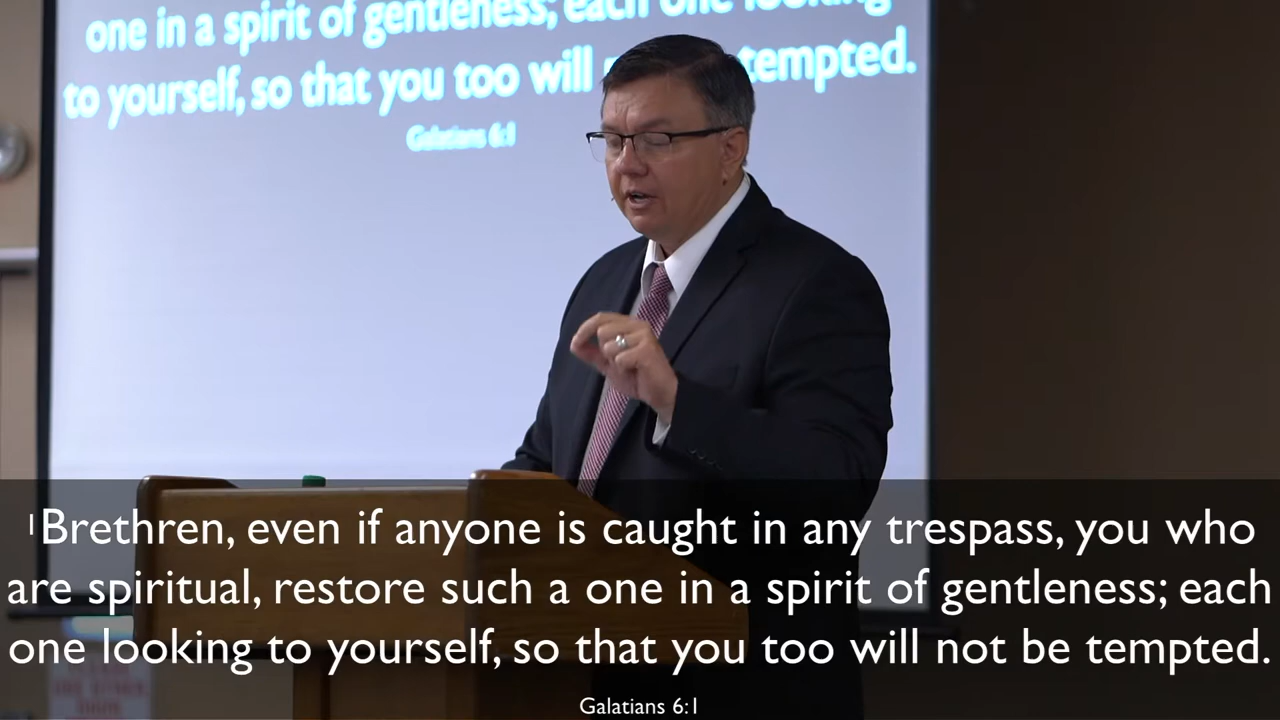 one in a spirit of gentleness; each one looking
to yourself, so that you too will tempted.
Galatians 6:1
1Brethren, even if anyone is caught in any trespass, you who
are spiritual, restore such a one in a spirit of gentleness; each
one looking to yourself, so that you too will not be tempted.
Galatians 6:1